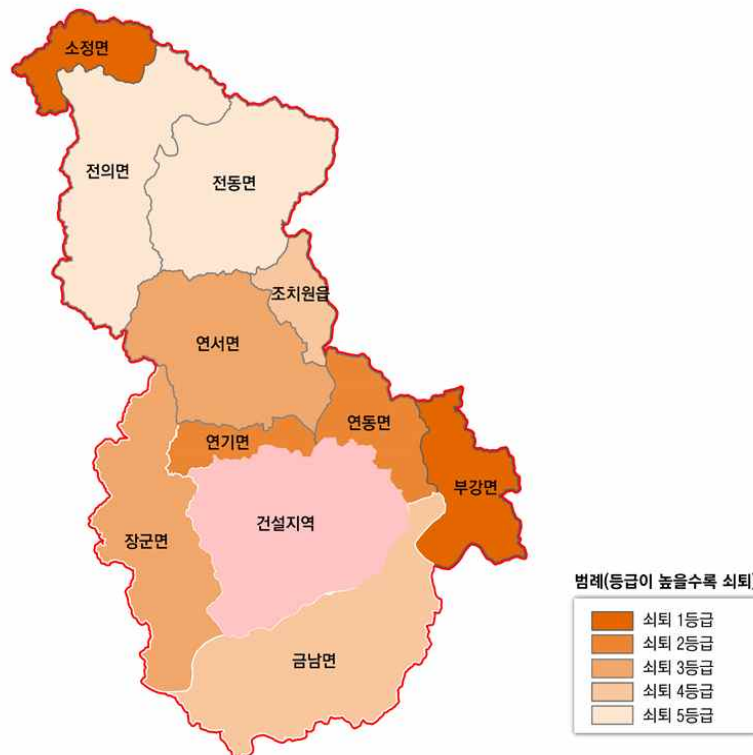 소정면
전의면
전동면
조치원읍
연서면
연기면
연동면
부강면
장군면
건설지역
금남면
범례(등급이 높을수록 쇠퇴)
쇠퇴 1등급
쇠퇴 2등급
쇠퇴 3등급
쇠퇴 4등급
쇠퇴 5등급